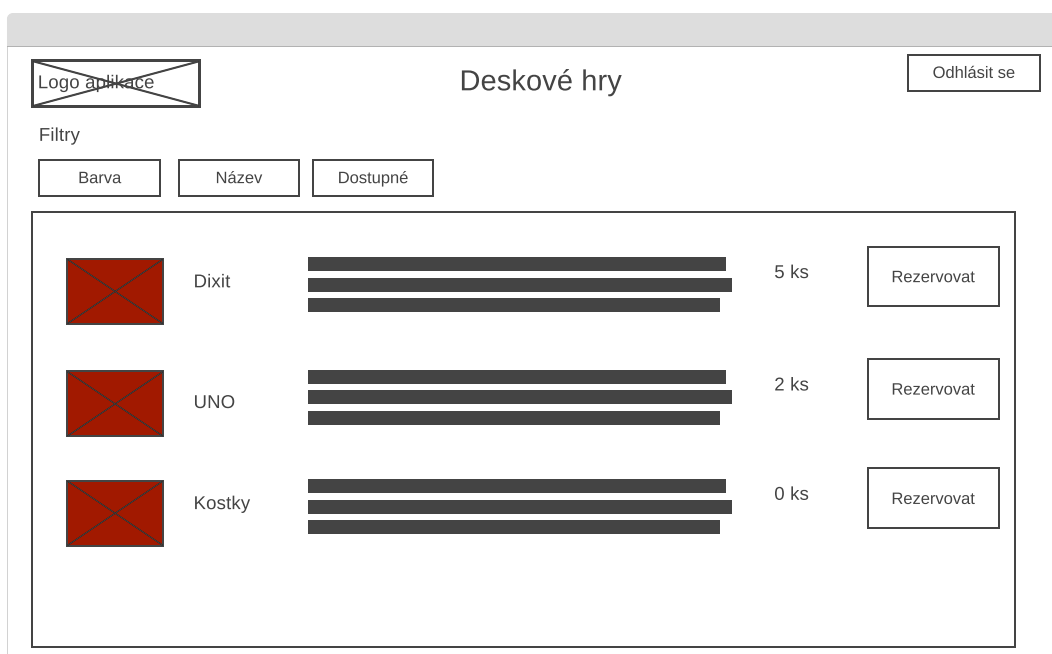 Logo aplikace
Deskové hry
Odhlásit se
Filtry
Barva
Název
Dostupné
Dixit
5 ks
Rezervovat
UNO
2 ks
Rezervovat
Kostky
0 ks
Rezervovat